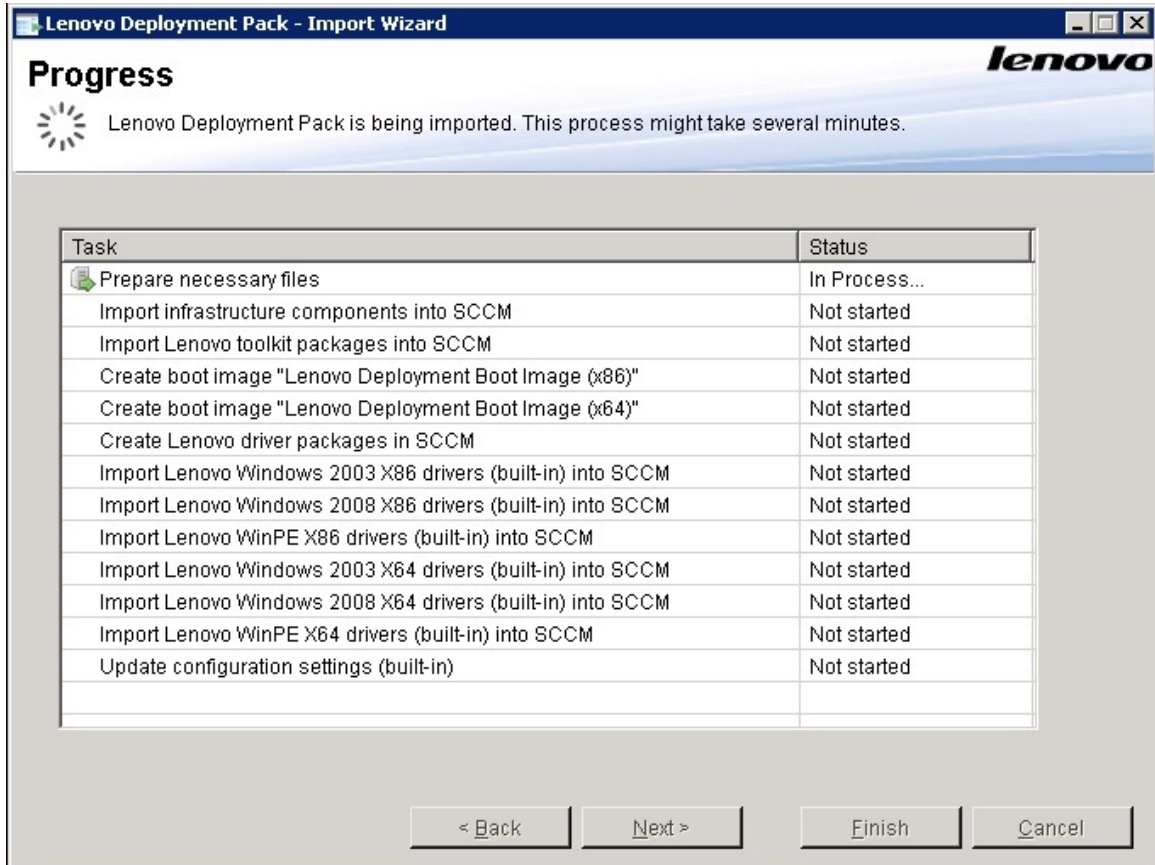 Lenovo Deployment Pack - Import Wizard
Progress
lenovo
Lenovo Deployment Pack is being imported. This process might take several minutes.
Task Status
Prepare necessary files In Process...
Import infrastructure components into SCCM Not started
Import Lenovo toolkit packages into SCCM Not started
Create boot image "Lenovo Deployment Boot Image (x86)" Not started
Create boot image "Lenovo Deployment Boot Image (x64)" Not started
Create Lenovo driver packages in SCCM Not started
Import Lenovo Windows 2003 X86 drivers (built-in) into SCCM Not started
Import Lenovo Windows 2008 X86 drivers (built-in) into SCCM Not started
Import Lenovo WinPE X86 drivers (built-in) into SCCM Not started
Import Lenovo Windows 2003 X64 drivers (built-in) into SCCM Not started
Import Lenovo Windows 2008 X64 drivers (built-in) into SCCM Not started
Import Lenovo WinPE X64 drivers (built-in) into SCCM Not started
Update configuration settings (built-in) Not started
< Back Next > Finish Cancel